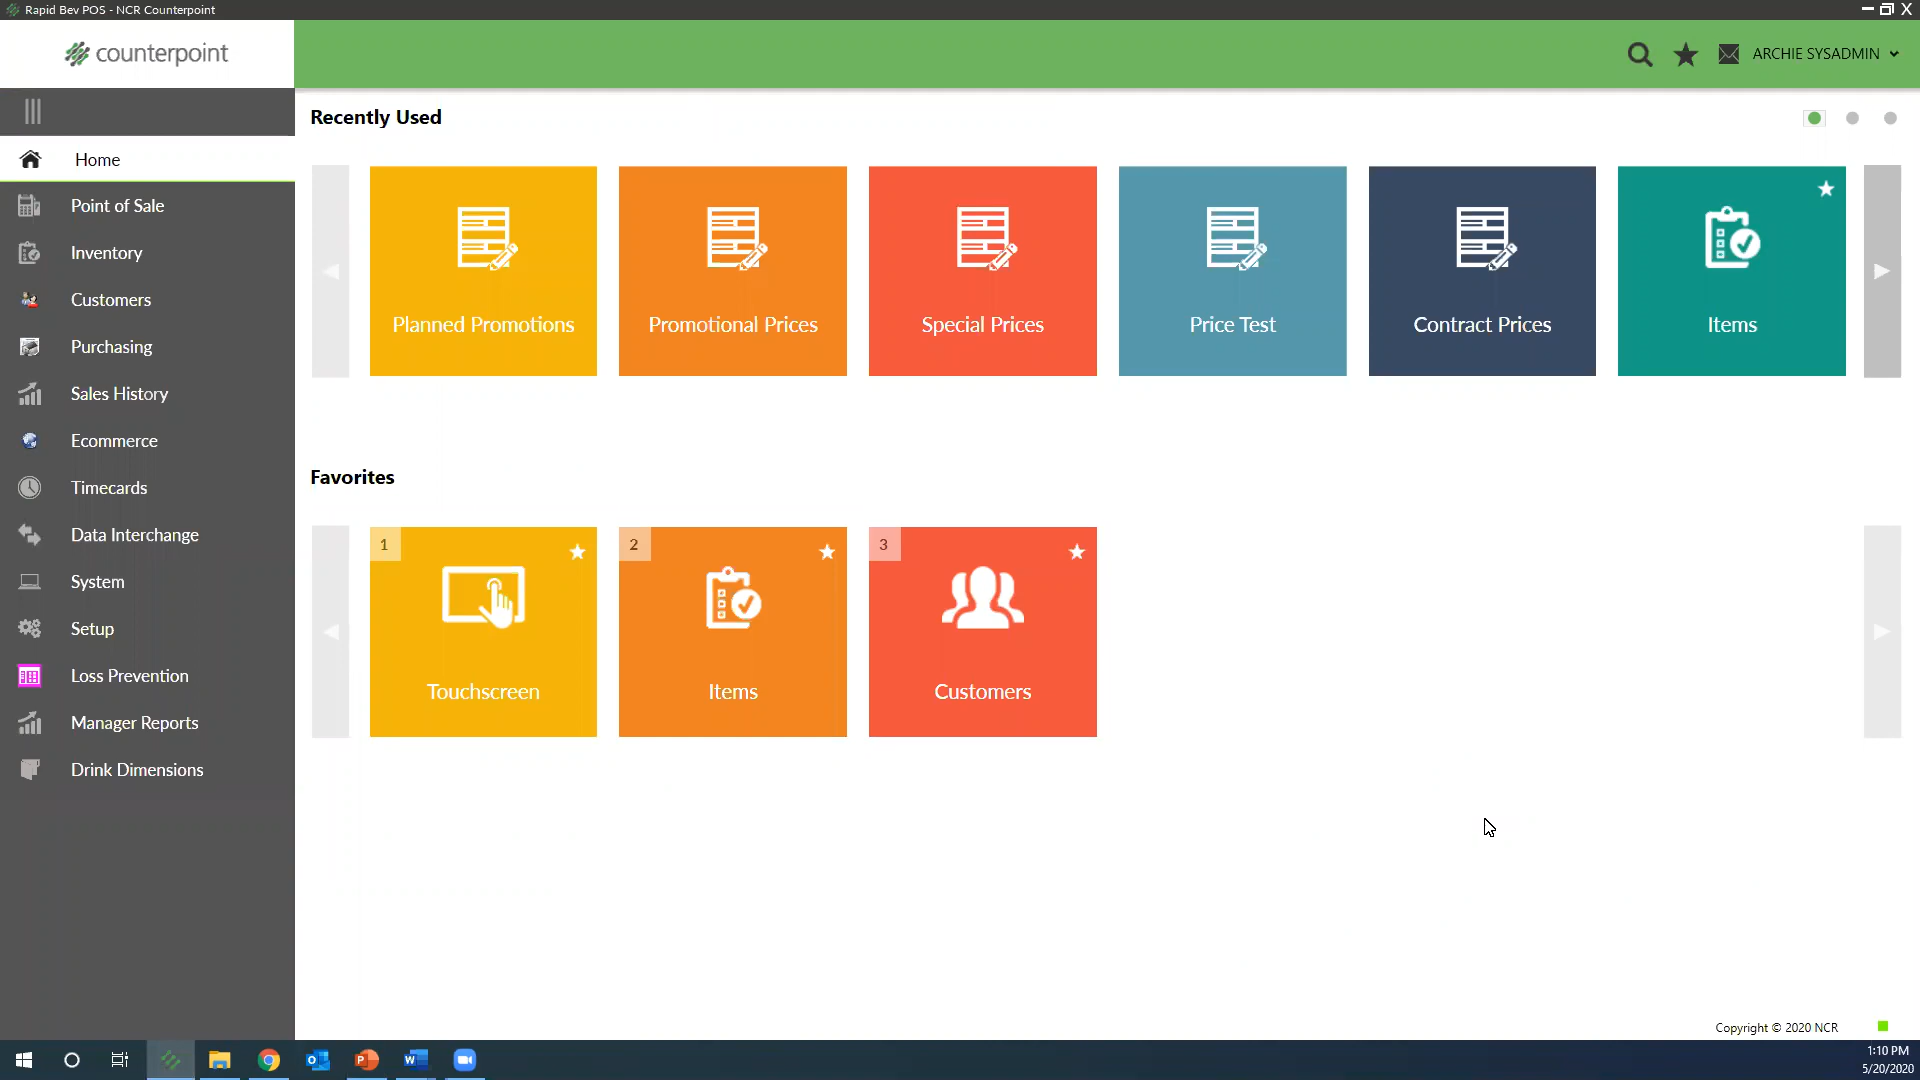 Rapid Bev POS - NCR Counterpoint
counterpoint
ARCHIE SYSADMIN
Home
Point of Sale
Inventory
Customers
Purchasing
Sales History
Ecommerce
Timecards
Data Interchange
System
Setup
Loss Prevention
Manager Reports
Drink Dimensions
Recently Used
Planned Promotions
Promotional Prices
Special Prices
Price Test
Contract Prices
Items
Favorites
1
Touchscreen
2
Items
3
Customers
Copyright © 2020 NCR
1:10 PM
5/20/2020